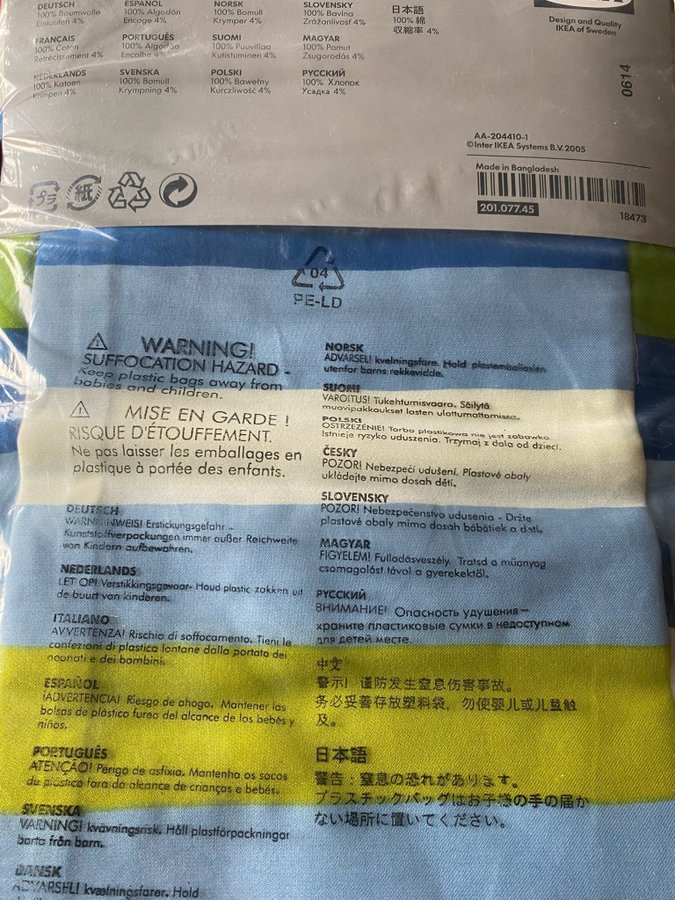 DEUTSCH
100% Baumwolle
Einlaufen 4%
ESPAÑOL
100% Algodón
Encoge 4%
NORSK
100% Bomull
Krymper 4%
SLOVENSKY
100% Bavlna
Zrážanlivosť 4%
日本語
100% 綿
収縮率 4%
FRANÇAIS
100% Coton
Rétrécissement 4%
PORTUGUÊS
100% Algodão
Encolhe 4%
SUOMI
100% Puuvillaa
Kutistuminen 4%
MAGYAR
100% Pamut
Zsugorodás 4%
NEDERLANDS
100% Katoen
Krimpen 4%
SVENSKA
100% Bomull
Krympning 4%
POLSKI
100% Bawełny
Kurczliwość 4%
РУССКИЙ
100% Хлопок
Усадка 4%
Design and Quality
IKEA of Sweden
0614
AA-204410-1
©Inter IKEA Systems B.V. 2005
Made in Bangladesh
201.077.45
18473
プラ
紙
04
PE-LD
WARNING!
SUFFOCATION HAZARD -
Keep plastic bags away from
babies and children.
MISE EN GARDE !
RISQUE D'ÉTOUFFEMENT.
Ne pas laisser les emballages en
plastique à portée des enfants.
DEUTSCH
WARNHINWEIS! Erstickungsgefahr -
Kunststoffverpackungen immer außer Reichweite
von Kindern aufbewahren.
NEDERLANDS
LET OP! Verstikkingsgevaar- Houd plastic zakken uit
de buurt van kinderen.
ITALIANO
AVVERTENZA! Rischio di soffocamento. Tieni le
confezioni di plastica lontane dalla portata dei
neonati e dei bambini.
ESPAÑOL
¡ADVERTENCIA! Riesgo de ahogo. Mantener las
bolsas de plástico fuera del alcance de los bebés y
niños.
PORTUGUÊS
ATENÇÃO! Perigo de asfixia. Mantenha os sacos
de plástico fora do alcance de crianças e bebés.
SVENSKA
VARNING! kvävningsrisk. Håll plastförpackningar
borta från barn.
DANSK
ADVARSEL! kvælningsfarer. Hold
NORSK
ADVARSEL! kvelningsfare. Hold plastemballasjen
utenfor barns rekkevidde.
SUOMI
VAROITUS! Tukehtumisvaara. Säilytä
muovipakkaukset lasten ulottumattomissa.
POLSKI
OSTRZEŻENIE! Torba plastikowa nie jest zabawką
Istnieje ryzyko uduszenia. Trzymaj z dala od dzieci.
ČESKY
POZOR! Nebezpečí udušení. Plastové obaly
ukládejte mimo dosah dětí.
SLOVENSKY
POZOR! Nebezpečenstvo udusenia - Držte
plastové obaly mimo dosah bábätiek a detí.
MAGYAR
FIGYELEM! Fulladásveszély. Tartsd a műanyag
csomagolást távol a gyerekektől.
РУССКИЙ
ВНИМАНИЕ! Опасность удушения –
храните пластиковые сумки в недоступном
для детей месте.
中文
警示！谨防发生窒息伤害事故。
务必妥善存放塑料袋，勿使婴儿或儿童触
及。
日本語
警告：窒息の恐れがあります。
プラスチックバッグはお子様の手の届か
ない場所に置いてください。